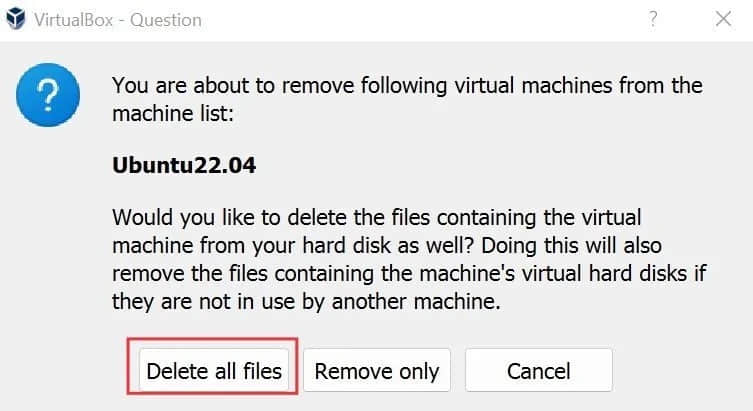 VirtualBox - Question
?
You are about to remove following virtual machines from the
machine list:
Ubuntu22.04
Would you like to delete the files containing the virtual
machine from your hard disk as well? Doing this will also
remove the files containing the machine's virtual hard disks if
they are not in use by another machine.
Delete all files Remove only Cancel